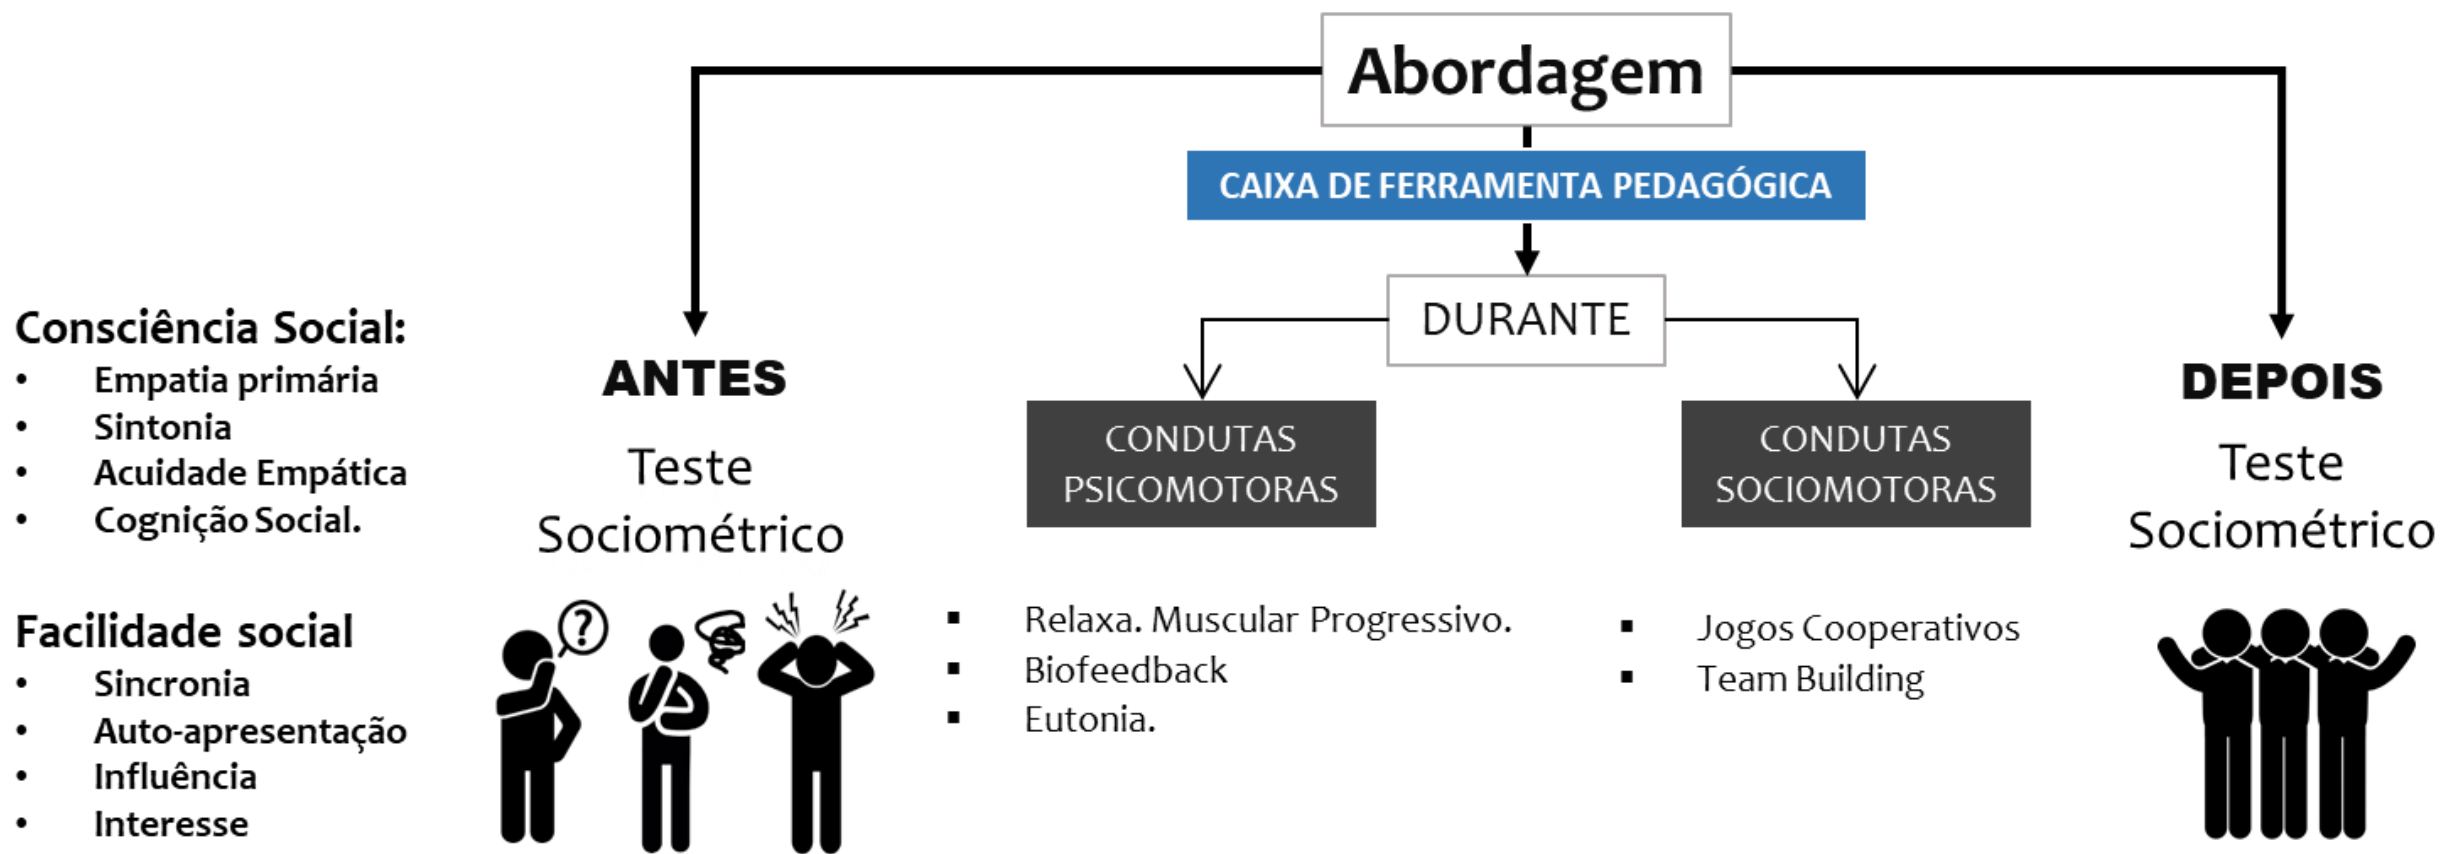 Abordagem
CAIXA DE FERRAMENTA PEDAGÓGICA
DURANTE
Consciência Social:
• Empatia primária
• Sintonia
• Acuidade Empática
• Cognição Social.
Facilidade social
• Sincronia
• Auto-apresentação
• Influência
• Interesse
ANTES
Teste
Sociométrico
?
CONDUTAS
PSICOMOTORAS
▪ Relaxa. Muscular Progressivo.
▪ Biofeedback
▪ Eutonia.
CONDUTAS
SOCIOMOTORAS
▪ Jogos Cooperativos
▪ Team Building
DEPOIS
Teste
Sociométrico